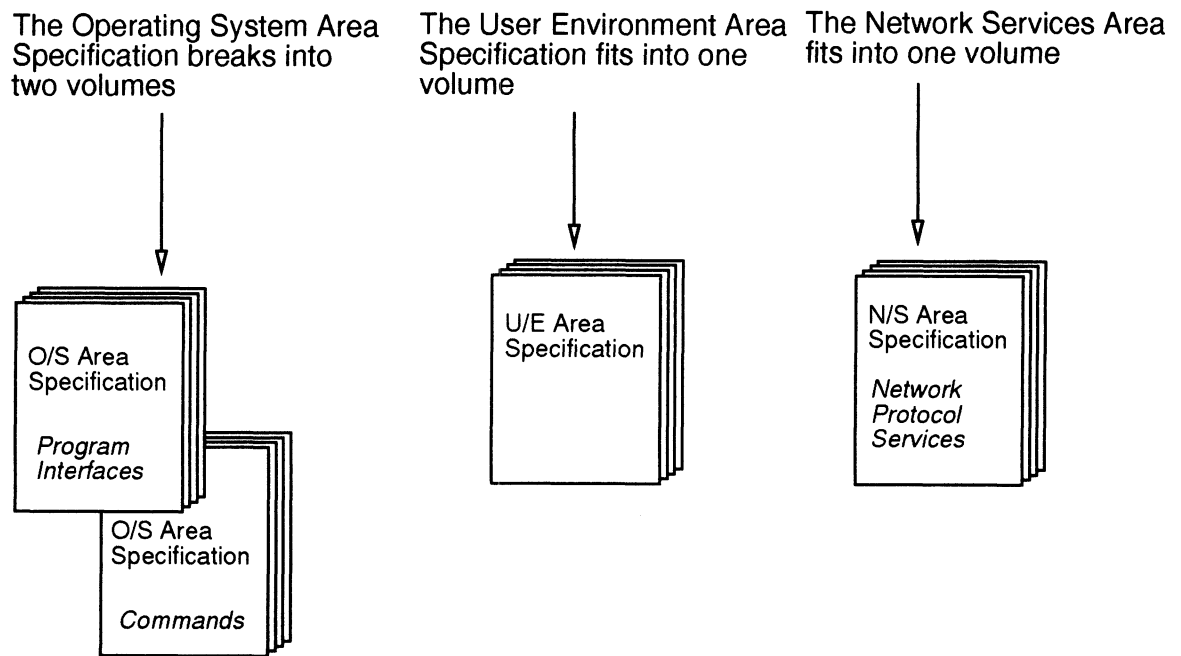 The Operating System Area
Specification breaks into
two volumes
The User Environment Area
Specification fits into one
volume
The Network Services Area
fits into one volume
O/S Area
Specification
Program
Interfaces
O/S Area
Specification
Commands
U/E Area
Specification
N/S Area
Specification
Network
Protocol
Services